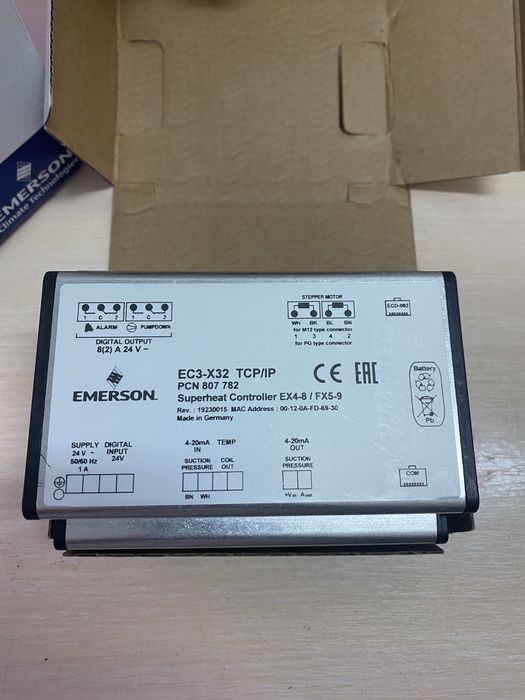 EMERSON
Climate Technologies
STEPPER MOTOR
ECD-002
1 C 2 1 C 2
WH BK BL BN
for M12 type connector
ALARM PUMPDOWN
1 3 4 2
DIGITAL OUTPUT
for PG type connector
8(2) A 24 V ~
EC3-X32 TCP/IP
CE EAC
PCN 807 782
Battery
EMERSON.
Superheat Controller EX4-8 / FX5-9
Rev. : 19230015 MAC Address : 00-12-0A-FD-69-30
Made in Germany
Pb
SUPPLY DIGITAL
24 V ~ INPUT
50/60 Hz 24V
1 A
4-20mA TEMP
IN
SUCTION COIL
PRESSURE OUT
BN WH
4-20mA
OUT
SUCTION
PRESSURE
COM